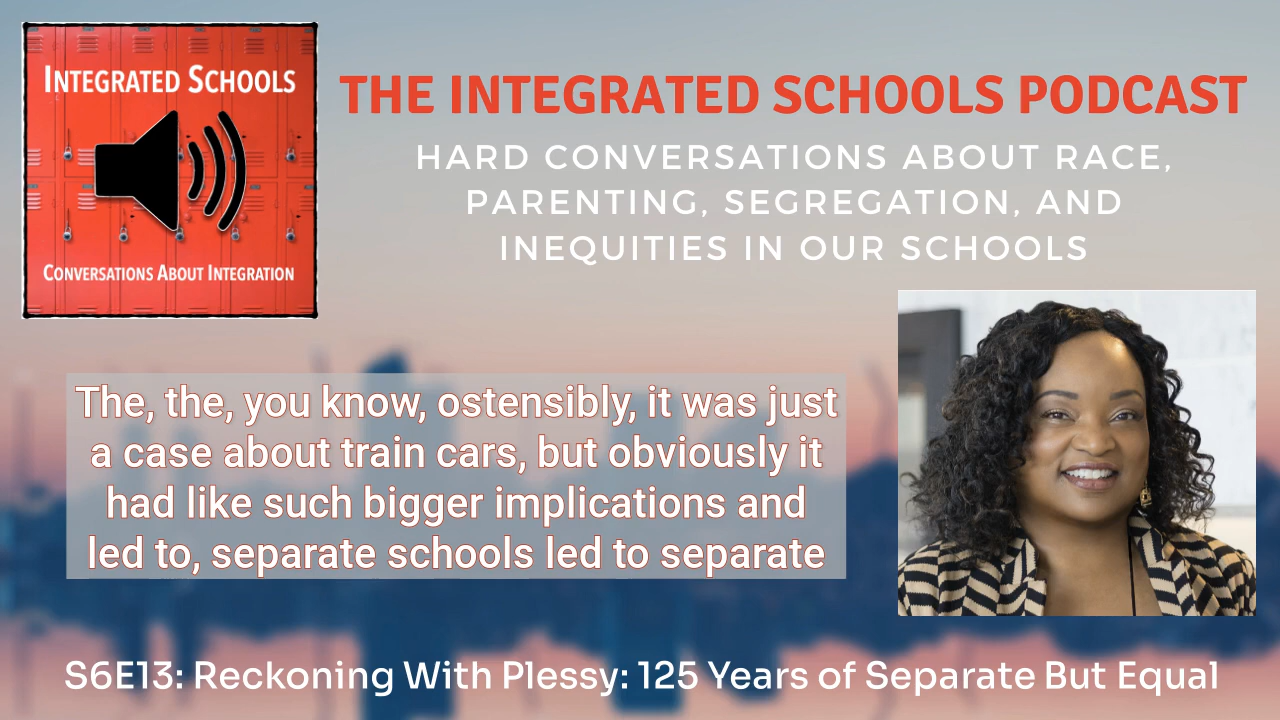 INTEGRATED SCHOOLS
CONVERSATIONS ABOUT INTEGRATION
THE INTEGRATED SCHOOLS PODCAST
HARD CONVERSATIONS ABOUT RACE,
PARENTING, SEGREGATION, AND
INEQUITIES IN OUR SCHOOLS
The, the, you know, ostensibly, it was just
a case about train cars, but obviously it
had like such bigger implications and
led to, separate schools led to separate
S6E13: Reckoning With Plessy: 125 Years of Separate But Equal